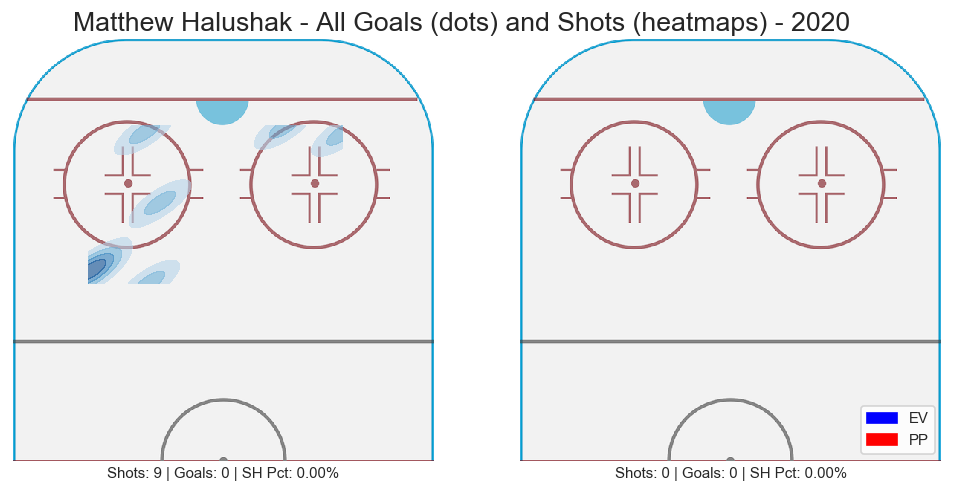 Matthew Halushak - All Goals (dots) and Shots (heatmaps) - 2020
EV
PP
Shots: 9 | Goals: 0 | SH Pct: 0.00%
Shots: 0 | Goals: 0 | SH Pct: 0.00%